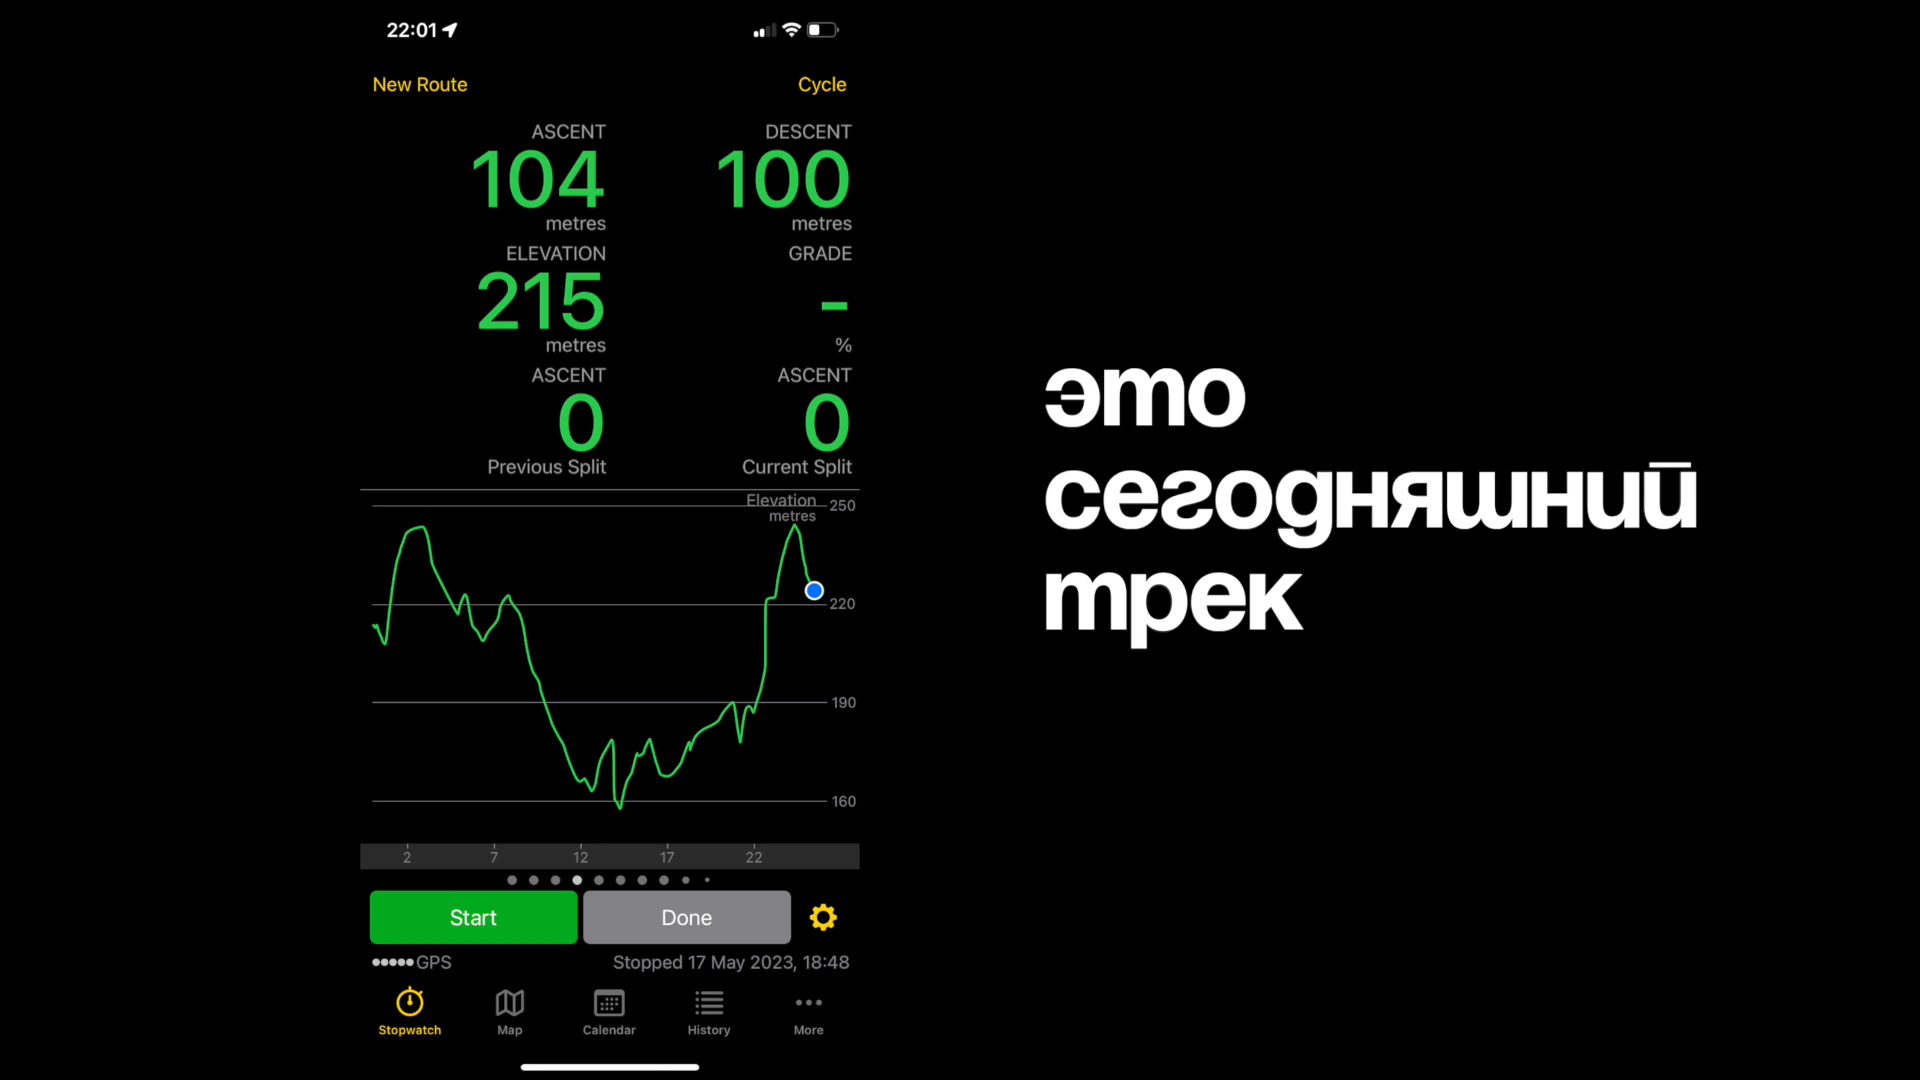 22:01
New Route
Cycle
ASCENT
104
metres
DESCENT
100
metres
ELEVATION
215
metres
GRADE
-
%
ASCENT
0
Previous Split
ASCENT
0
Current Split
Elevation
metres
250
220
190
160
2 7 12 17 22
Start
Done
GPS
Stopped 17 May 2023, 18:48
Stopwatch
Map
Calendar
History
More
это
сегодняшний
трек